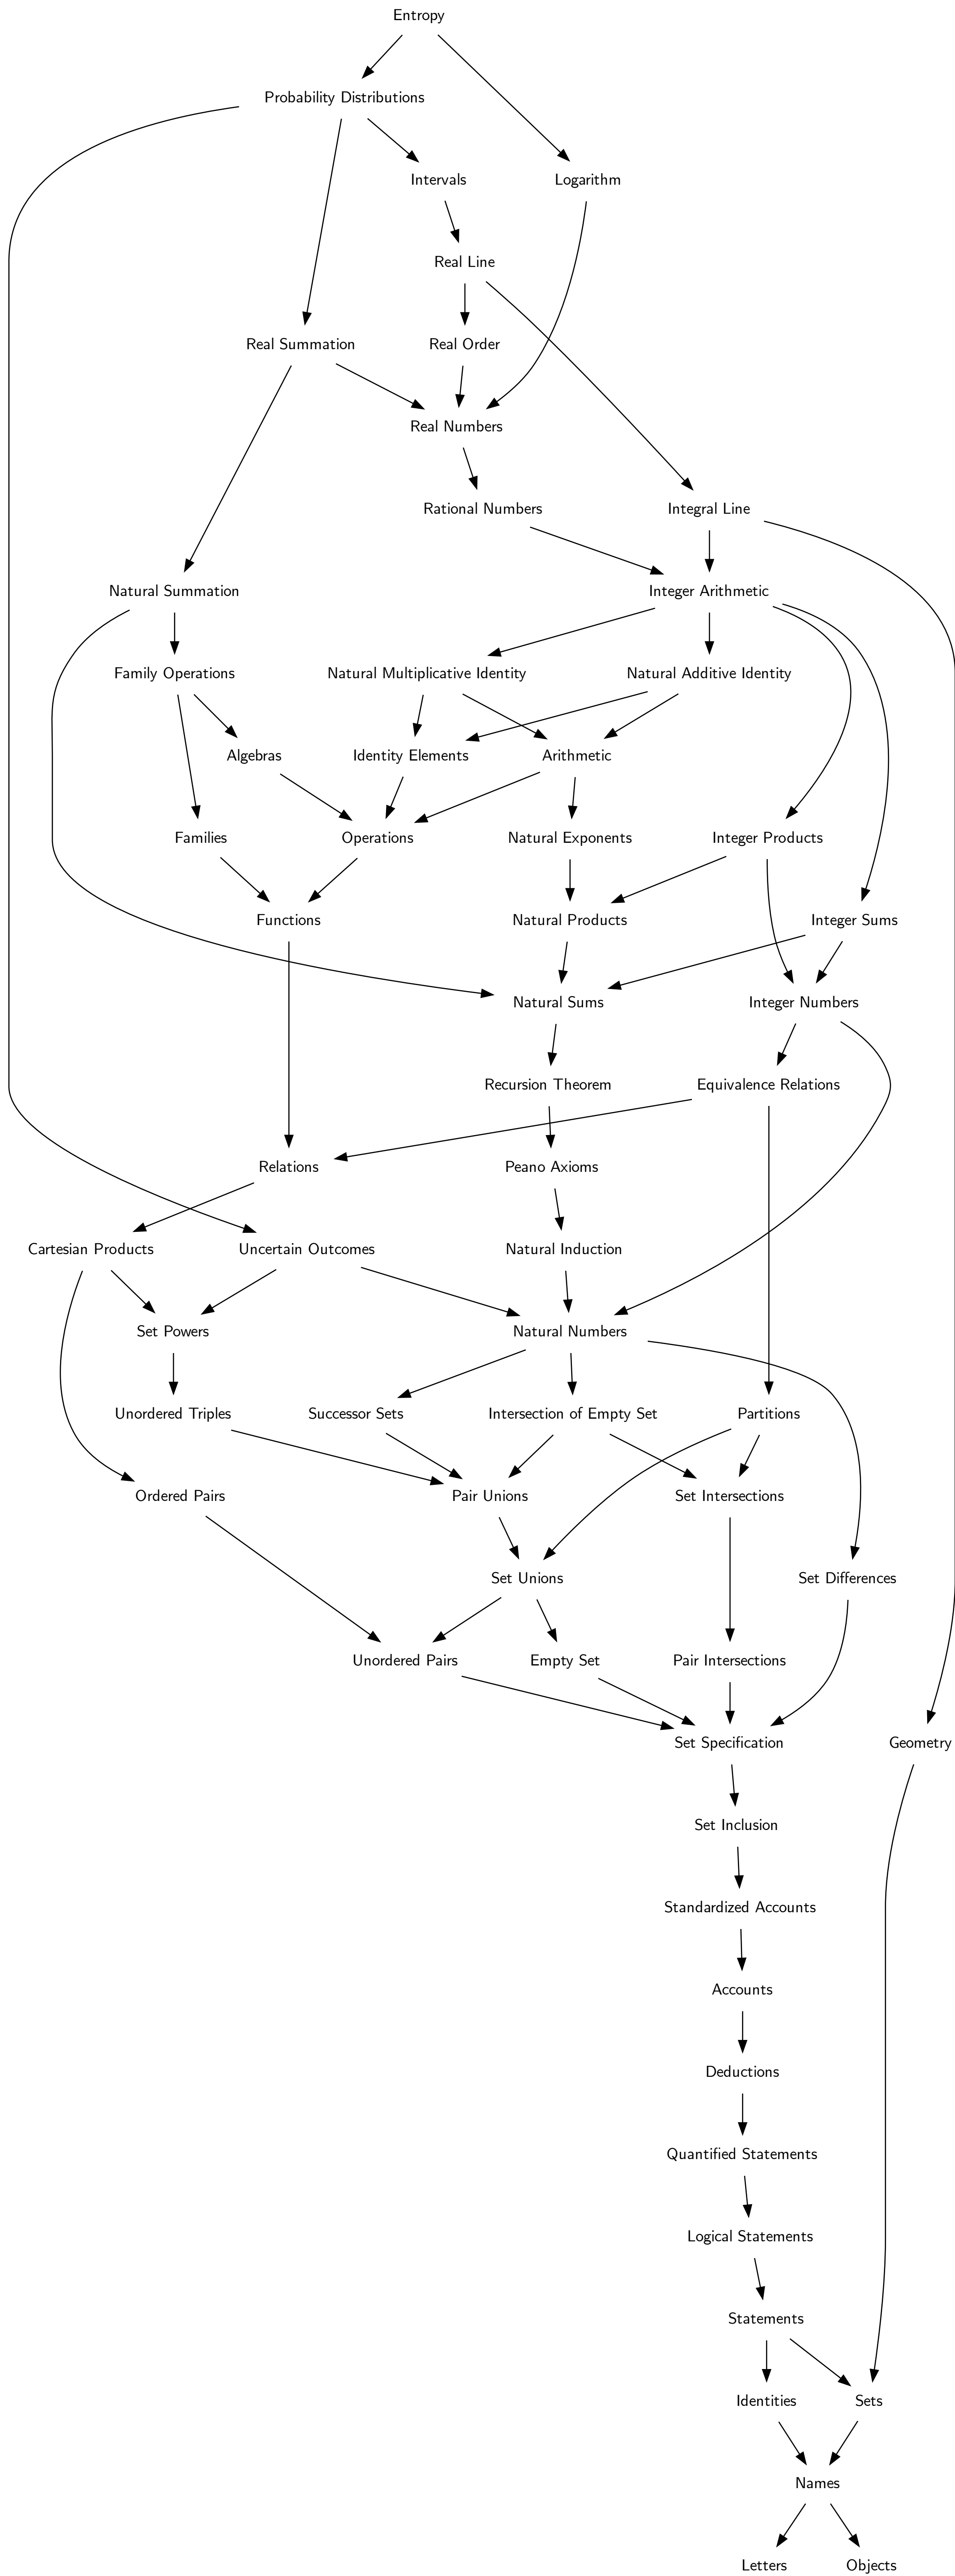 Entropy
Probability Distributions
Intervals
Logarithm
Real Line
Real Summation
Real Order
Real Numbers
Rational Numbers
Integral Line
Natural Summation
Integer Arithmetic
Family Operations
Natural Multiplicative Identity
Natural Additive Identity
Algebras
Identity Elements
Arithmetic
Families
Operations
Natural Exponents
Integer Products
Functions
Natural Products
Integer Sums
Natural Sums
Integer Numbers
Recursion Theorem
Equivalence Relations
Relations
Peano Axioms
Cartesian Products
Uncertain Outcomes
Natural Induction
Set Powers
Natural Numbers
Unordered Triples
Successor Sets
Intersection of Empty Set
Partitions
Ordered Pairs
Pair Unions
Set Intersections
Set Unions
Set Differences
Unordered Pairs
Empty Set
Pair Intersections
Set Specification
Geometry
Set Inclusion
Standardized Accounts
Accounts
Deductions
Quantified Statements
Logical Statements
Statements
Identities
Sets
Names
Letters
Objects